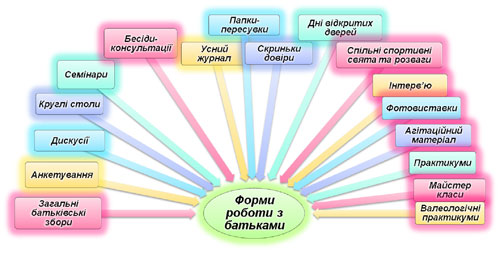 Папки-
пересувки
Дні відкритих
дверей
Бесіди-
консультації
Усний
журнал
Скриньки
довіри
Спільні спортивні
свята та розваги
Семінари
Інтерв'ю
Круглі столи
Фотовиставки
Дискусії
Агітаційний
матеріал
Анкетування
Практикуми
Загальні
батьківські
збори
Майстер
класи
Валеологічні
практикуми
Форми
роботи з
батьками